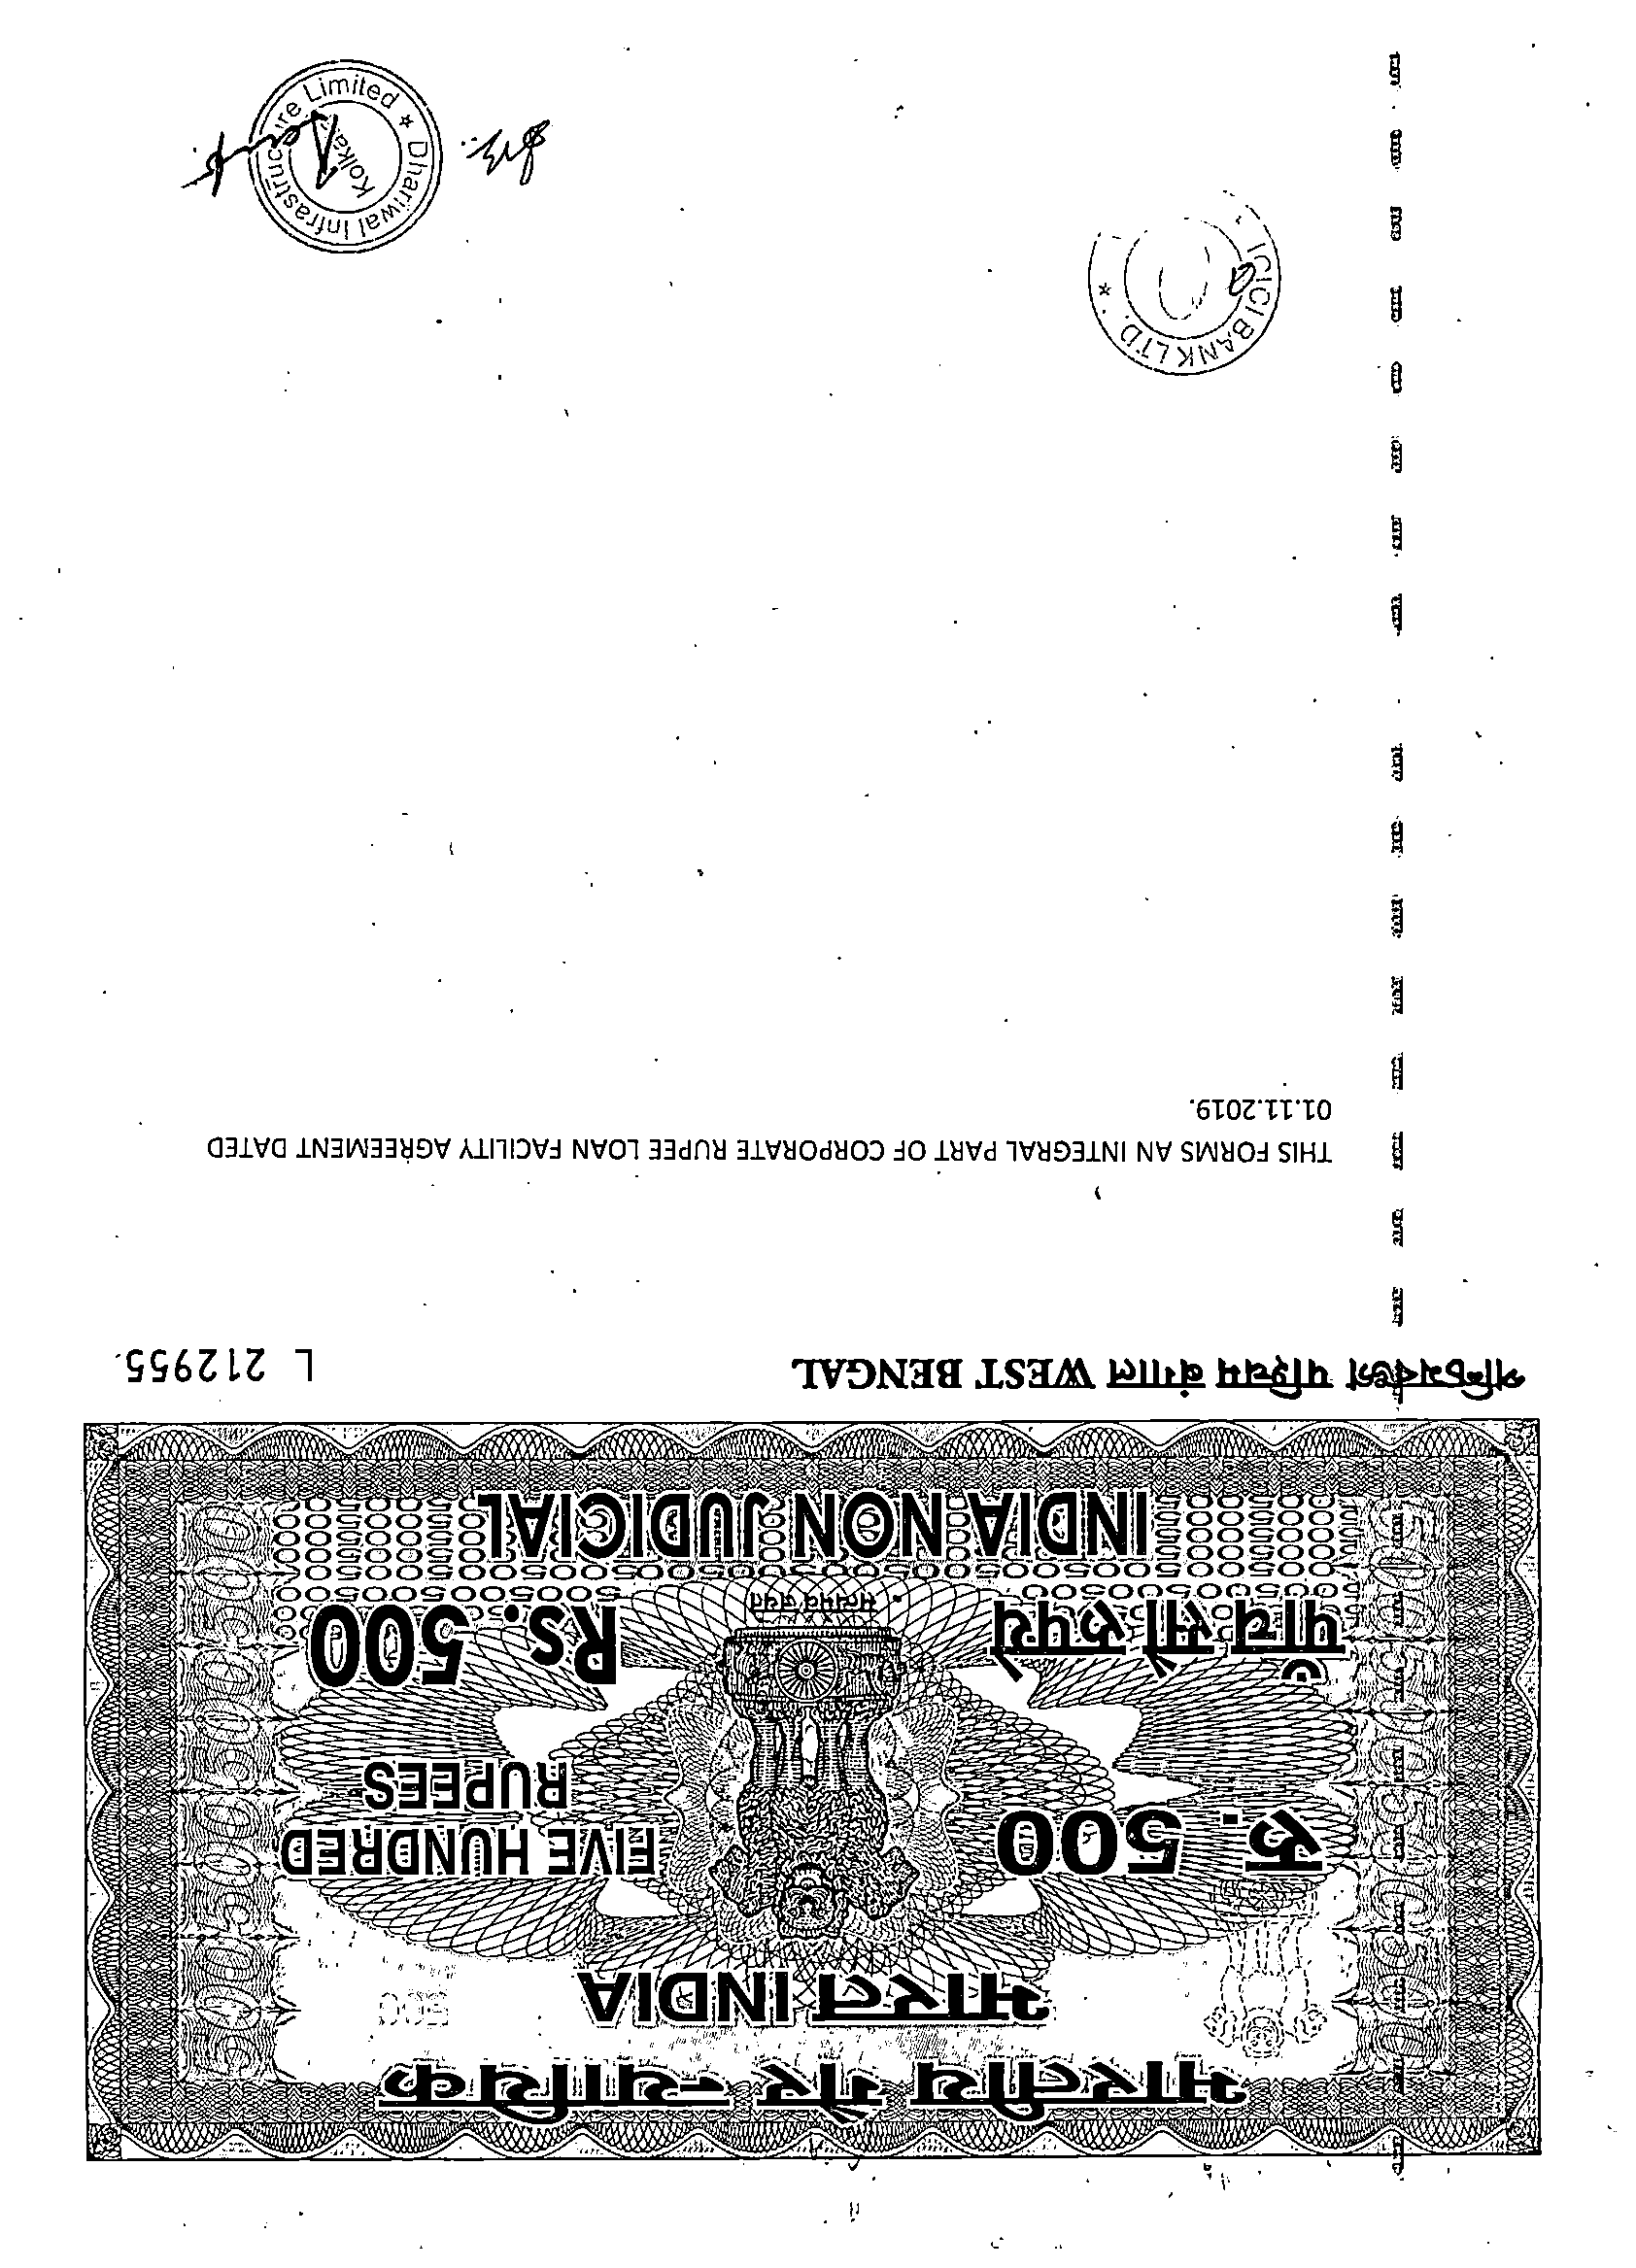 भारतीय गैर न्यायिक
भारत INDIA
रु. 500
FIVE HUNDRED
RUPEES
पाँच सौ रुपये
Rs. 500
सत्यमेव जयते
INDIA NON JUDICIAL
পশ্চিমবঙ্গ पश्चिम बंगाल WEST BENGAL
L 212955
THIS FORMS AN INTEGRAL PART OF CORPORATE RUPEE LOAN FACILITY AGREEMENT DATED
01.11.2019.
ICICI BANK LTD.
Dhariwal Infrastructure Limited